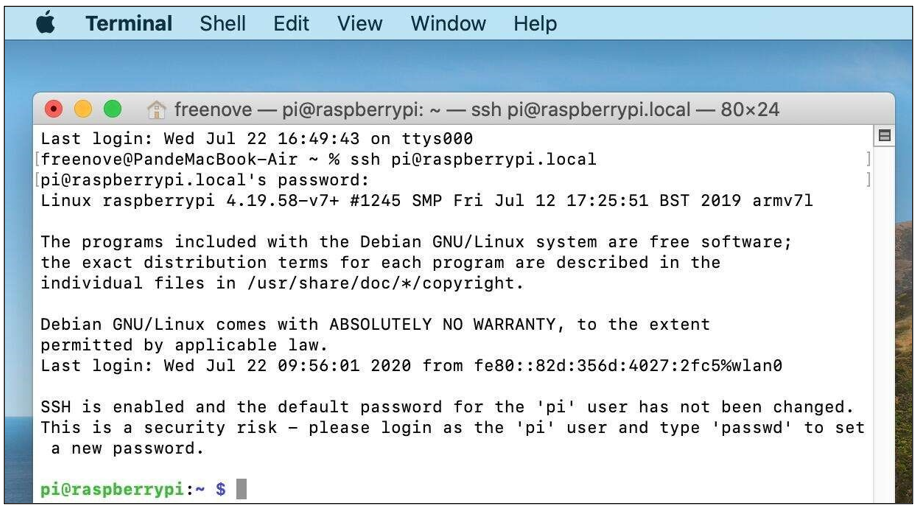 Terminal Shell Edit View Window Help
freenove — pi@raspberrypi: ~ — ssh pi@raspberrypi.local — 80×24
Last login: Wed Jul 22 16:49:43 on ttys000
[freenove@PandeMacBook-Air ~ % ssh pi@raspberrypi.local ]
[pi@raspberrypi.local's password: ]
Linux raspberrypi 4.19.58-v7+ #1245 SMP Fri Jul 12 17:25:51 BST 2019 armv7l
The programs included with the Debian GNU/Linux system are free software;
the exact distribution terms for each program are described in the
individual files in /usr/share/doc/*/copyright.
Debian GNU/Linux comes with ABSOLUTELY NO WARRANTY, to the extent
permitted by applicable law.
Last login: Wed Jul 22 09:56:01 2020 from fe80::82d:356d:4027:2fc5%wlan0
SSH is enabled and the default password for the 'pi' user has not been changed.
This is a security risk - please login as the 'pi' user and type 'passwd' to set
 a new password.
pi@raspberrypi:~ $